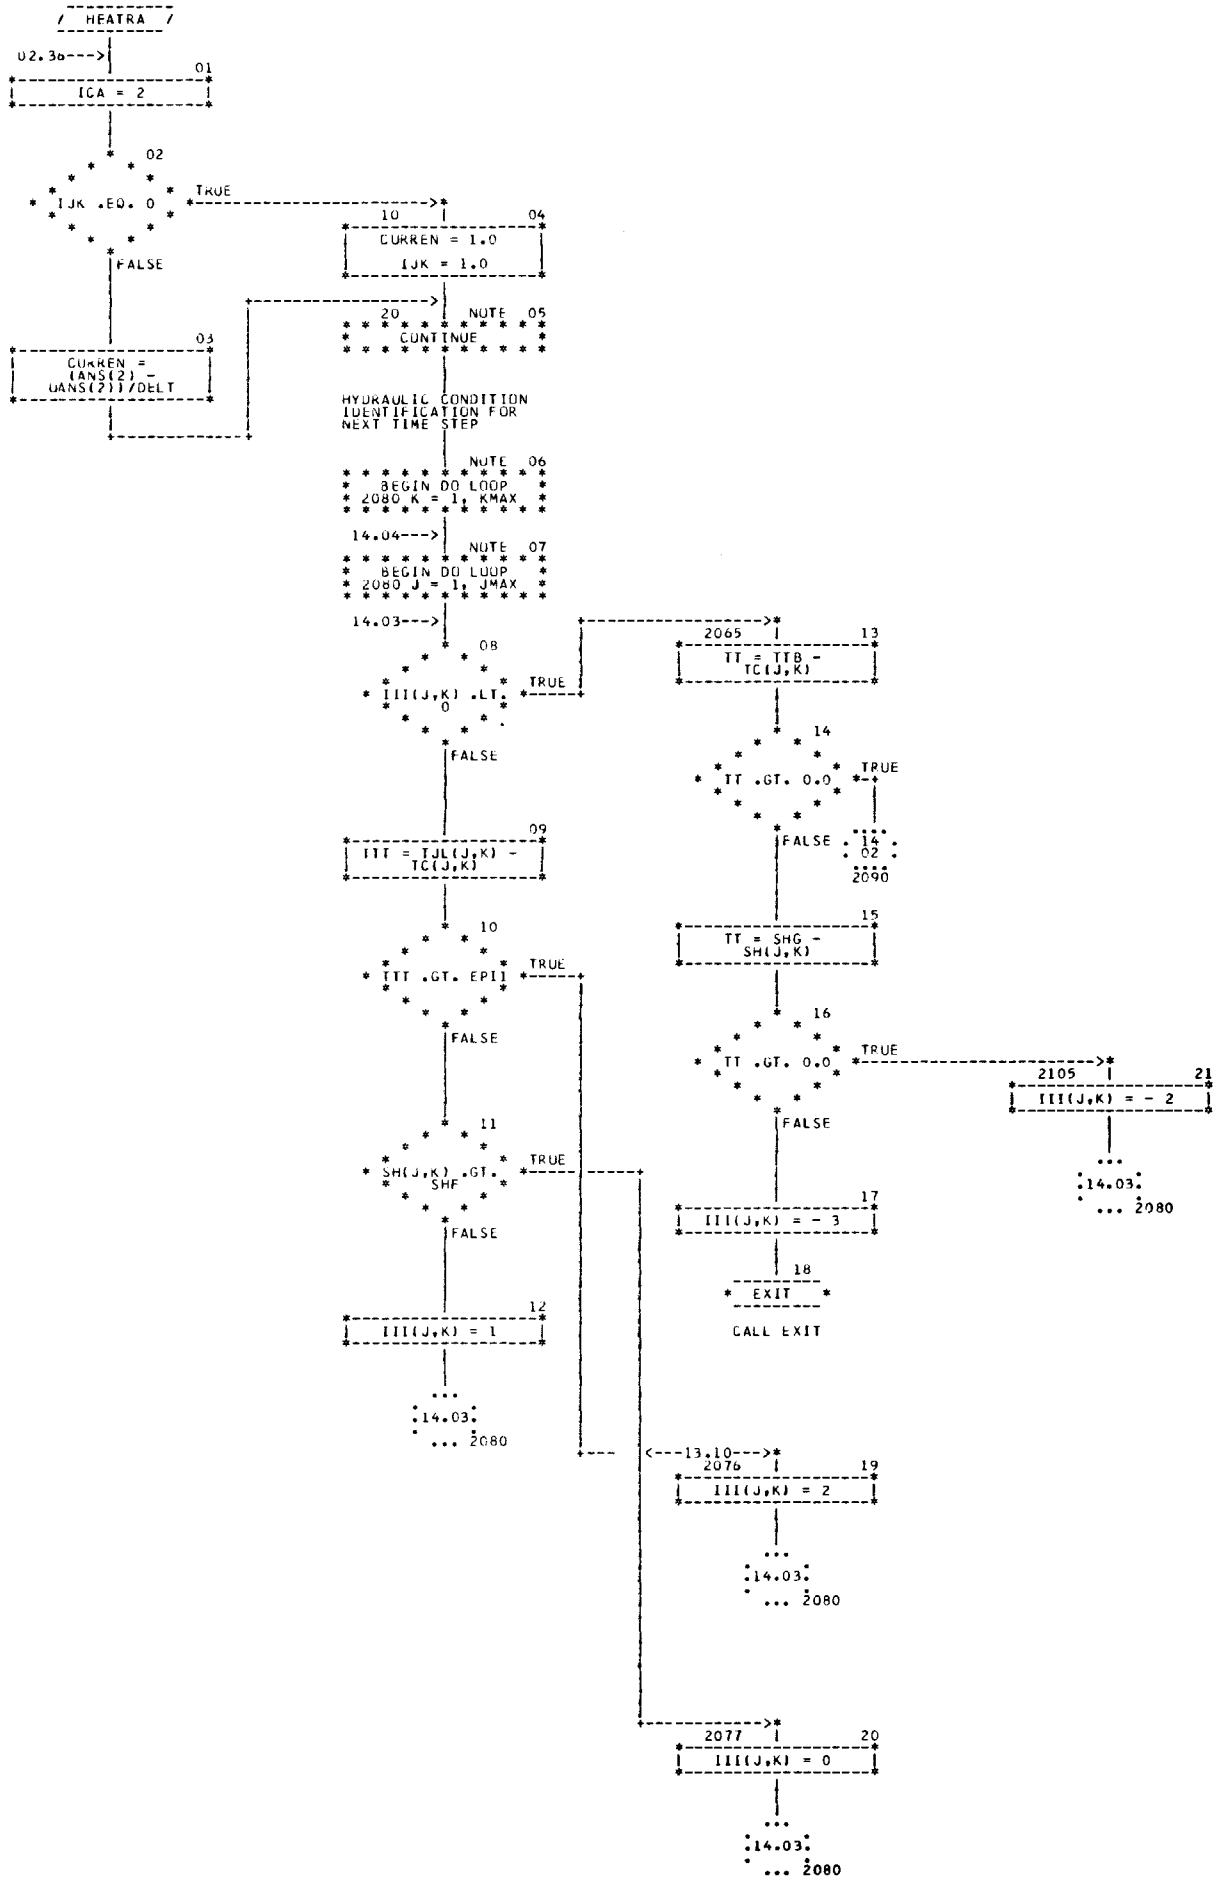 / HEATRA /
02.36--->
01
ICA = 2
02
IJK .EQ. 0
TRUE
FALSE
03
CURREN =
(ANS(2) -
OANS(2))/DELT
10 04
CURREN = 1.0
IJK = 1.0
20 NOTE 05
CONTINUE
HYDRAULIC CONDITION
IDENTIFICATION FOR
NEXT TIME STEP
NOTE 06
BEGIN DO LOOP
2080 K = 1, KMAX
14.04--->
NOTE 07
BEGIN DO LOOP
2080 J = 1, JMAX
14.03--->
08
III(J,K) .LT.
0
TRUE
FALSE
09
TTT = TJL(J,K) -
TC(J,K)
10
TTT .GT. EPI1
TRUE
FALSE
11
SH(J,K) .GT.
SHF
TRUE
FALSE
12
III(J,K) = 1
14.03
2080
2065 13
TT = TTB -
TC(J,K)
14
TT .GT. 0.0
TRUE
FALSE
14
02
2090
15
TT = SHG -
SH(J,K)
16
TT .GT. 0.0
TRUE
FALSE
17
III(J,K) = - 3
18
EXIT
CALL EXIT
2105 21
III(J,K) = - 2
14.03
2080
<---13.10--->
2076 19
III(J,K) = 2
14.03
2080
2077 20
III(J,K) = 0
14.03
2080